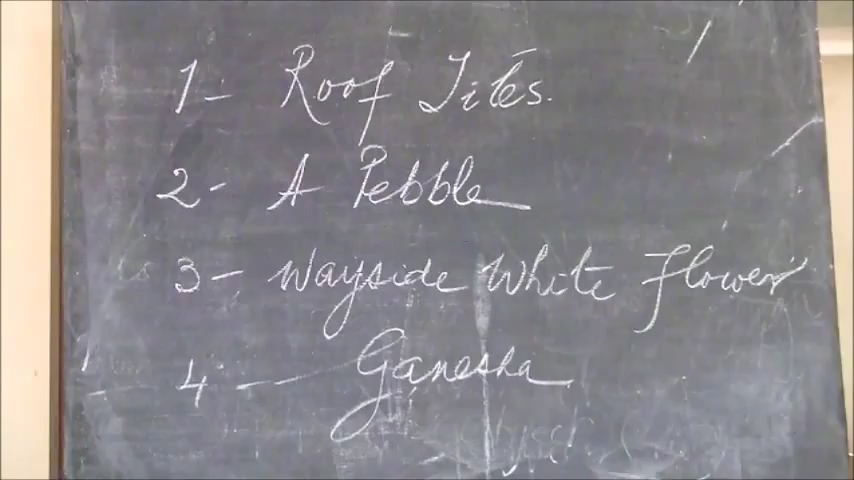 1- Roof Tiles.
2- A Pebble
3- Wayside White flower
4- Ganesha